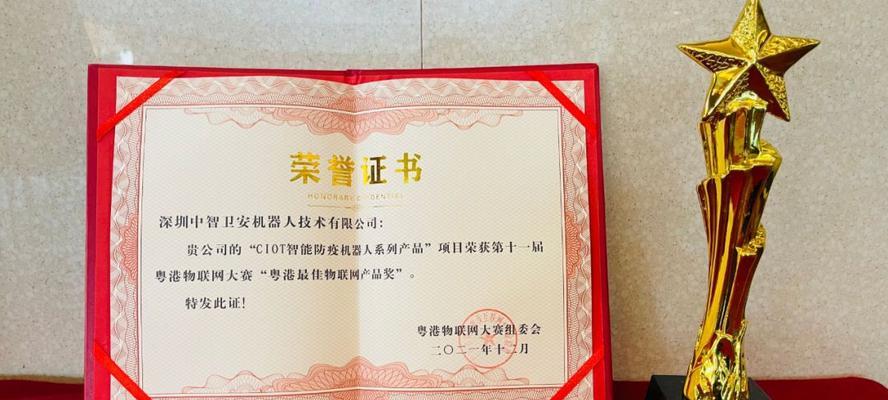 荣誉证书
HONORARY CREDENTIAL
深圳中智卫安机器人技术有限公司：
贵公司的“CIOT智能防疫机器人系列产品”项目荣获第十一届
粤港物联网大赛“粤港最佳物联网产品奖”。
特发此证！
粤港物联网大赛组委会
二〇二一年十二月